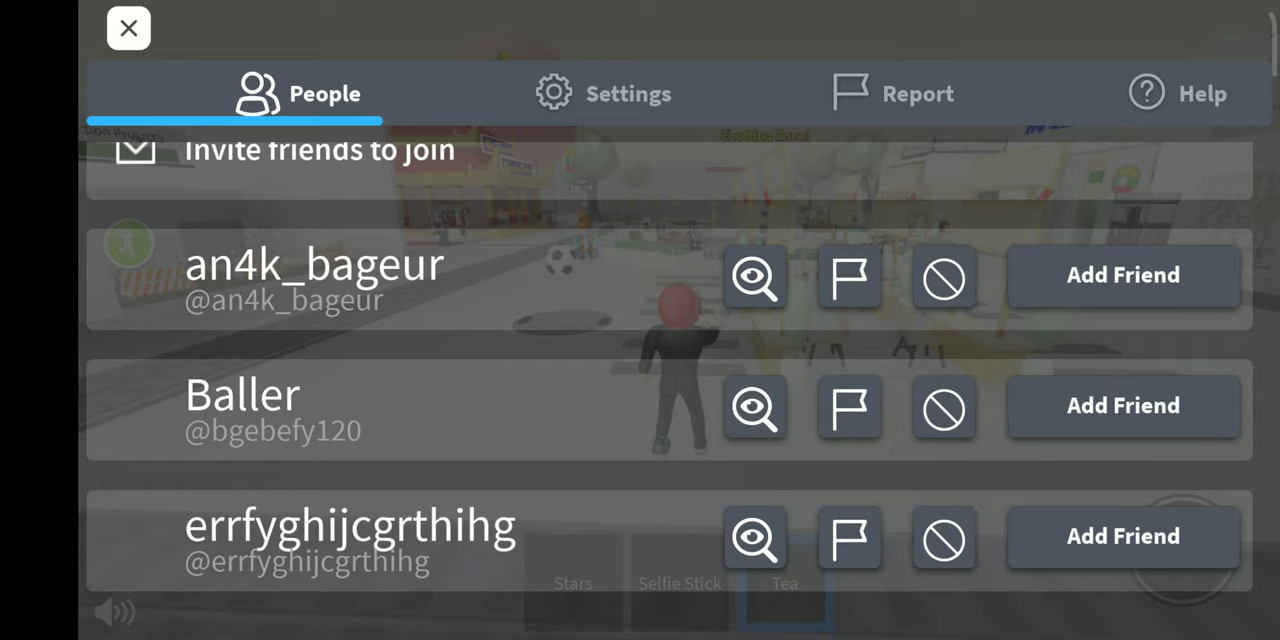 People
Settings
Report
Help
Invite friends to join
an4k_bageur
@an4k_bageur
Add Friend
Baller
@bgebefy120
Add Friend
errfyghijcgrthihg
@errfyghijcgrthihg
Add Friend
Stars
Selfie Stick
Tea